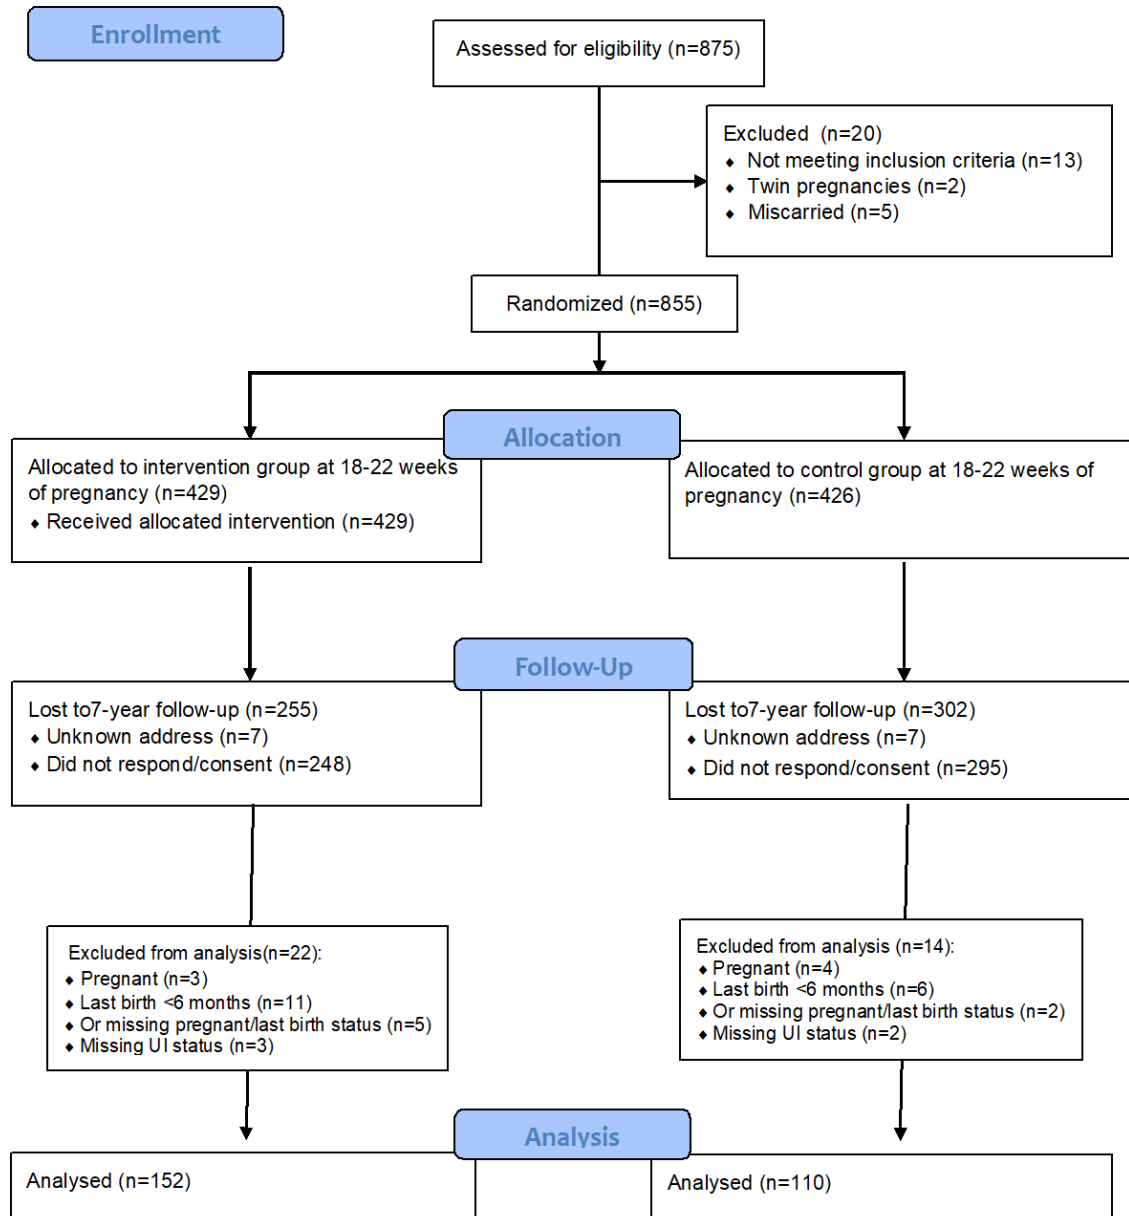 Enrollment
Assessed for eligibility (n=875)
Excluded  (n=20)
♦ Not meeting inclusion criteria (n=13)
♦ Twin pregnancies (n=2)
♦ Miscarried (n=5)
Randomized (n=855)
Allocation
Allocated to intervention group at 18-22 weeks
of pregnancy (n=429)
♦ Received allocated intervention (n=429)
Allocated to control group at 18-22 weeks of
pregnancy (n=426)
Follow-Up
Lost to7-year follow-up (n=255)
♦ Unknown address (n=7)
♦ Did not respond/consent (n=248)
Lost to7-year follow-up (n=302)
♦ Unknown address (n=7)
♦ Did not respond/consent (n=295)
Excluded from analysis(n=22):
♦ Pregnant (n=3)
♦ Last birth <6 months (n=11)
♦ Or missing pregnant/last birth status (n=5)
♦ Missing UI status (n=3)
Excluded from analysis (n=14):
♦ Pregnant (n=4)
♦ Last birth <6 months (n=6)
♦ Or missing pregnant/last birth status (n=2)
♦ Missing UI status (n=2)
Analysis
Analysed (n=152)
Analysed (n=110)